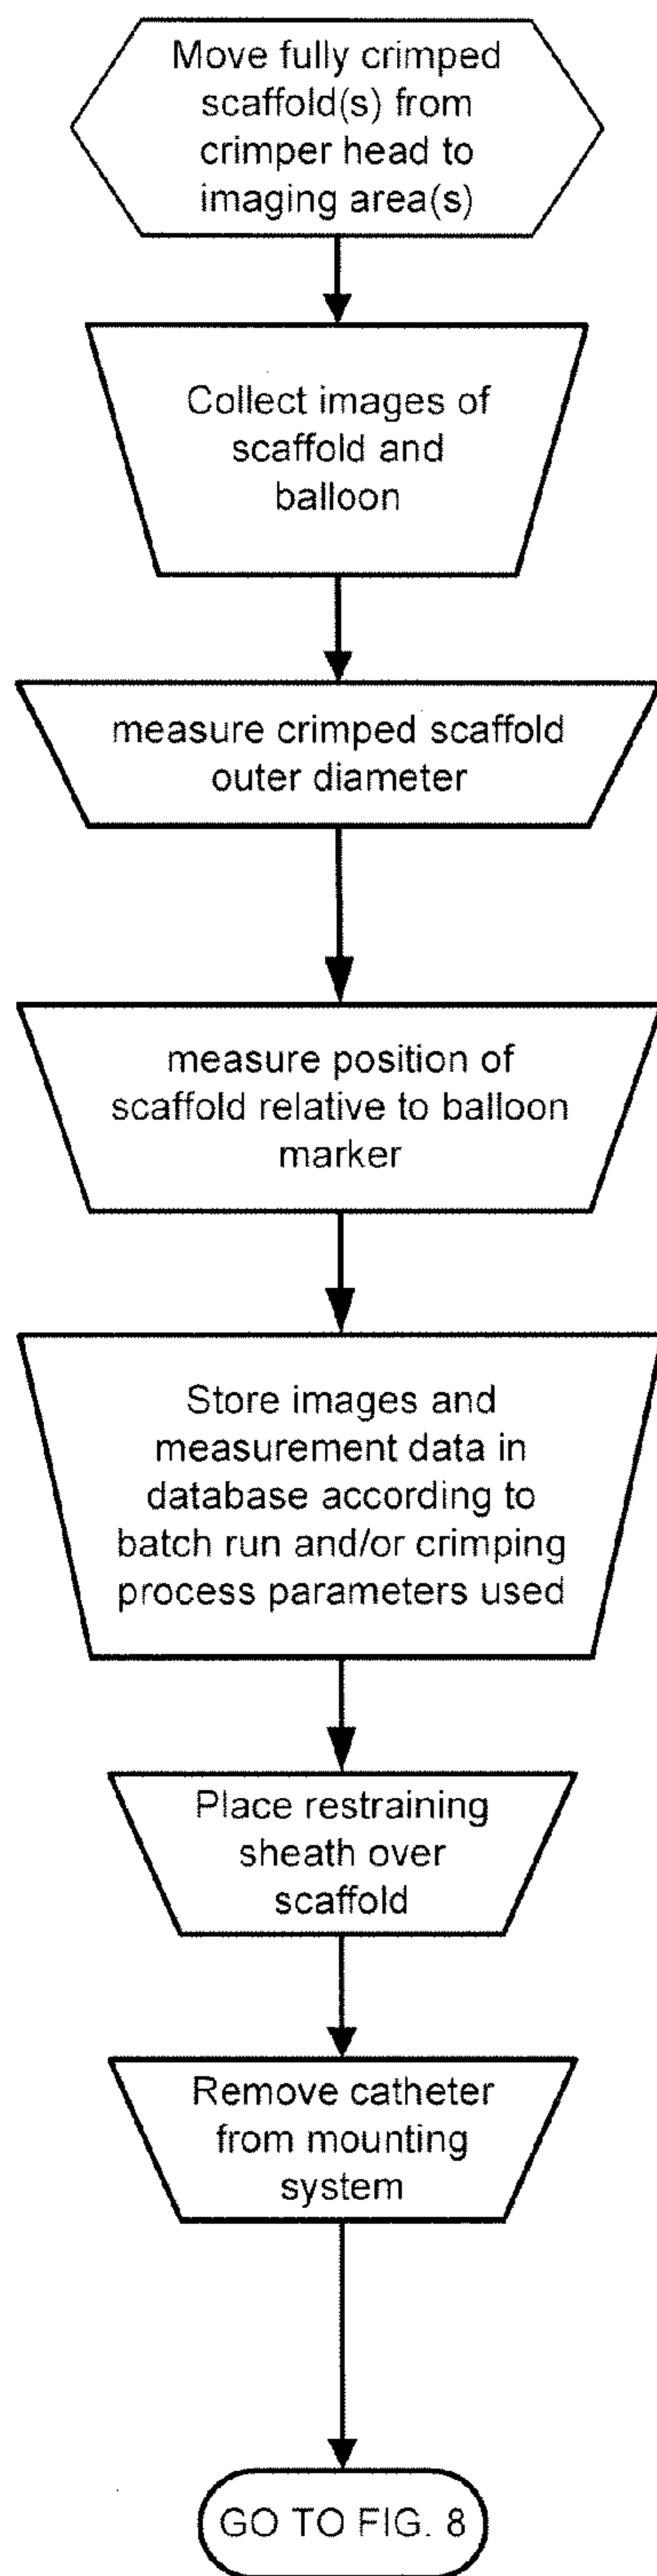 Move fully crimped
scaffold(s) from
crimper head to
imaging area(s)
Collect images of
scaffold and
balloon
measure crimped scaffold
outer diameter
measure position of
scaffold relative to balloon
marker
Store images and
measurement data in
database according to
batch run and/or crimping
process parameters used
Place restraining
sheath over
scaffold
Remove catheter
from mounting
system
GO TO FIG. 8